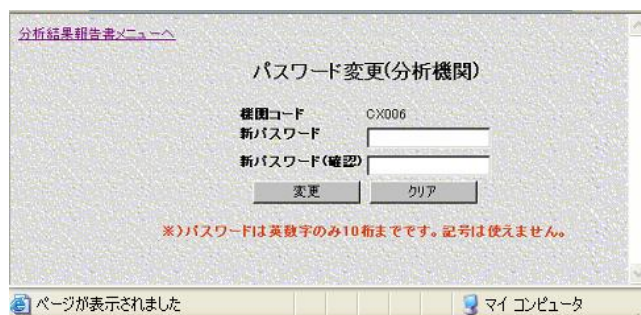 分析結果報告書メニューへ
パスワード変更(分析機関)
機関コード CX006
新パスワード
新パスワード(確認)
変更 クリア
※)パスワードは英数字のみ10桁までです。記号は使えません。
ページが表示されました マイ コンピュータ